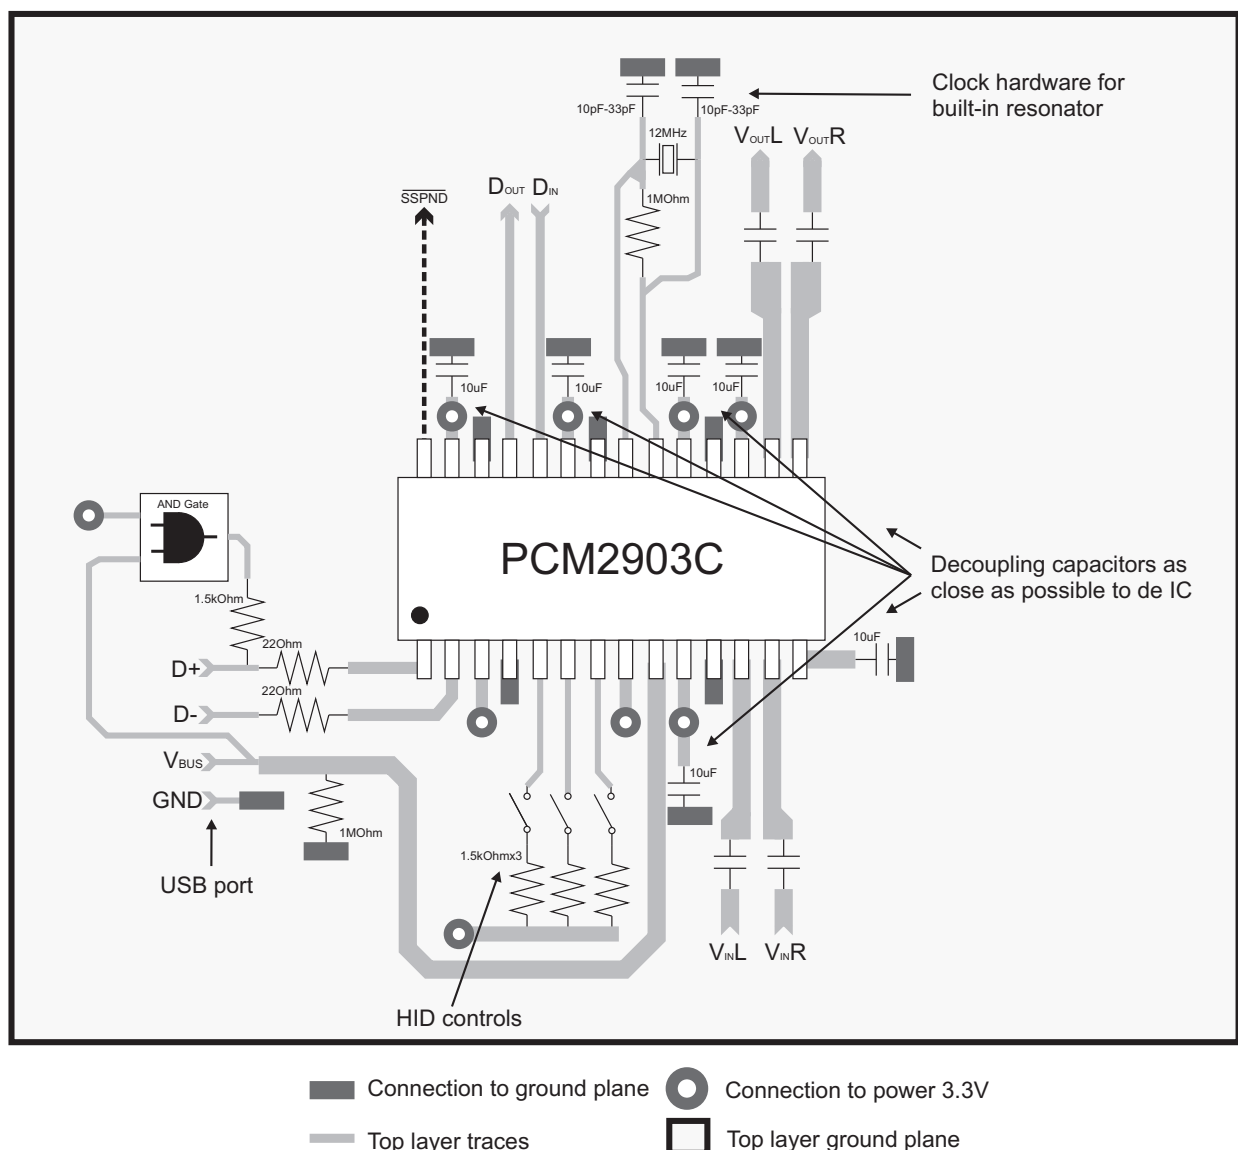 Clock hardware for
built-in resonator
10pF-33pF
10pF-33pF
12MHz
VOUTL
VOUTR
SSPND
DOUT
DIN
1MOhm
10uF
10uF
10uF
10uF
AND Gate
PCM2903C
Decoupling capacitors as
close as possible to de IC
1.5kOhm
22Ohm
10uF
D+
22Ohm
D-
VBUS
10uF
GND
1MOhm
1.5kOhmx3
USB port
VINL
VINR
HID controls
Connection to ground plane
Connection to power 3.3V
Top layer traces
Top layer ground plane